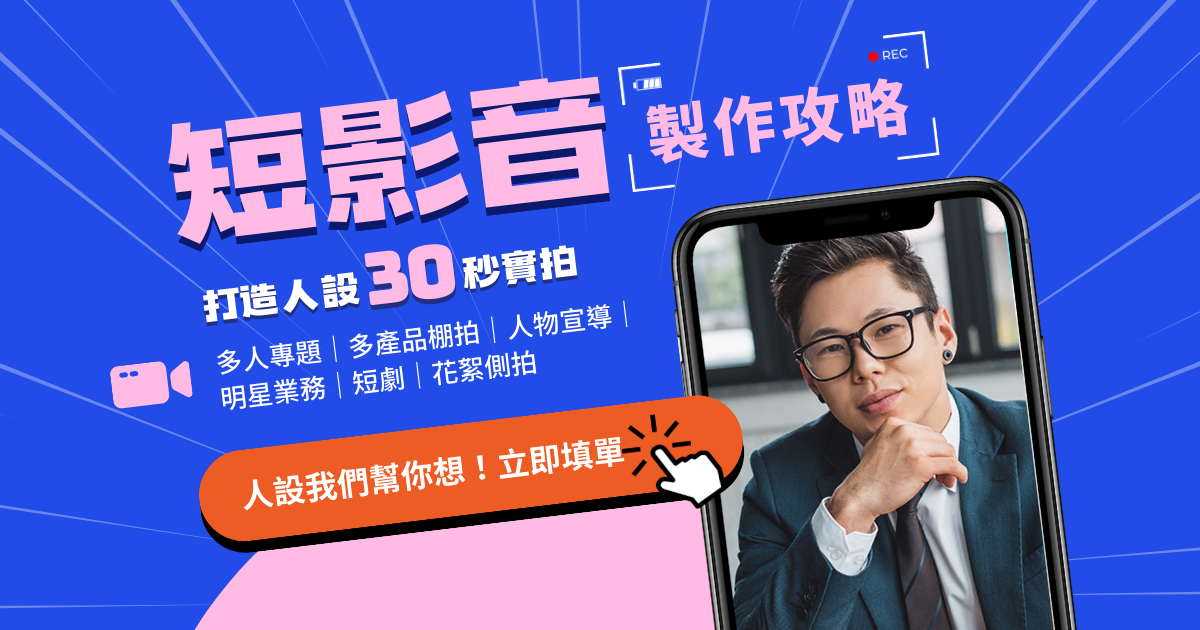 短影音
製作攻略
REC
打造人設30秒實拍
多人專題｜多產品棚拍｜人物宣導｜
明星業務｜短劇｜花絮側拍
人設我們幫你想！立即填單